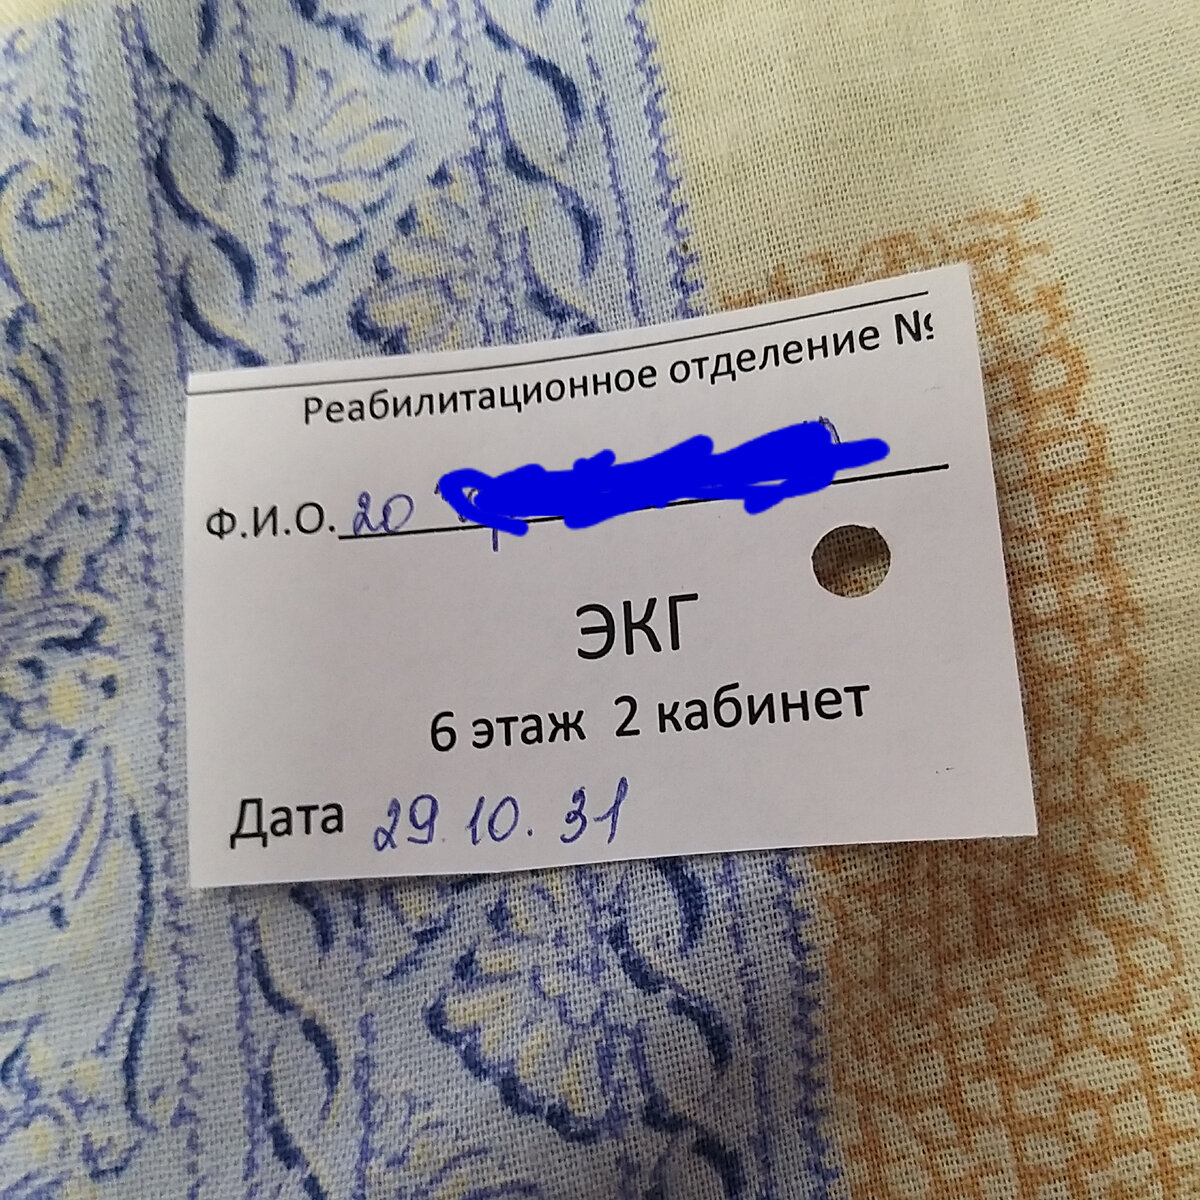 Реабилитационное отделение №
Ф.И.О. 20
ЭКГ
6 этаж 2 кабинет
Дата 29.10.31